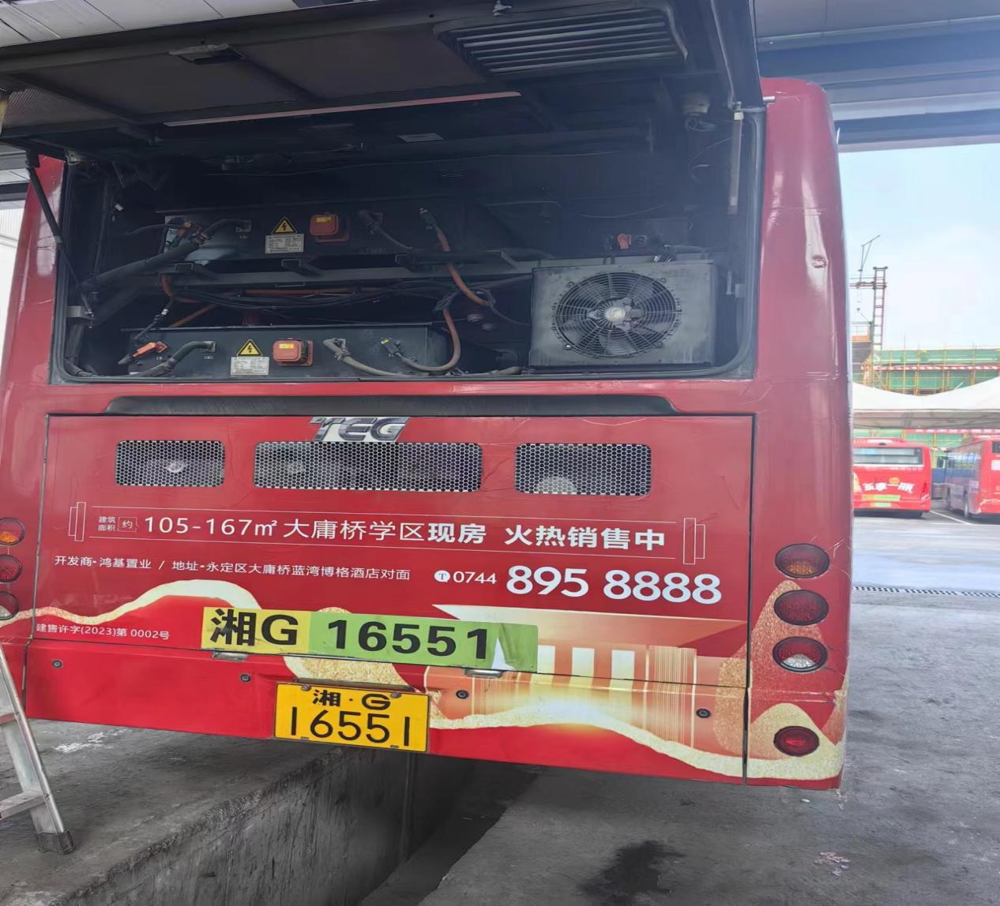 TEG
建筑面积 约 105-167㎡ 大庸桥学区现房 火热销售中
开发商·鸿基置业 / 地址·永定区大庸桥蓝湾博格酒店对面 T 0744 895 8888
建售许字(2023)第 0002号
湘G 16551
湘·G
16551